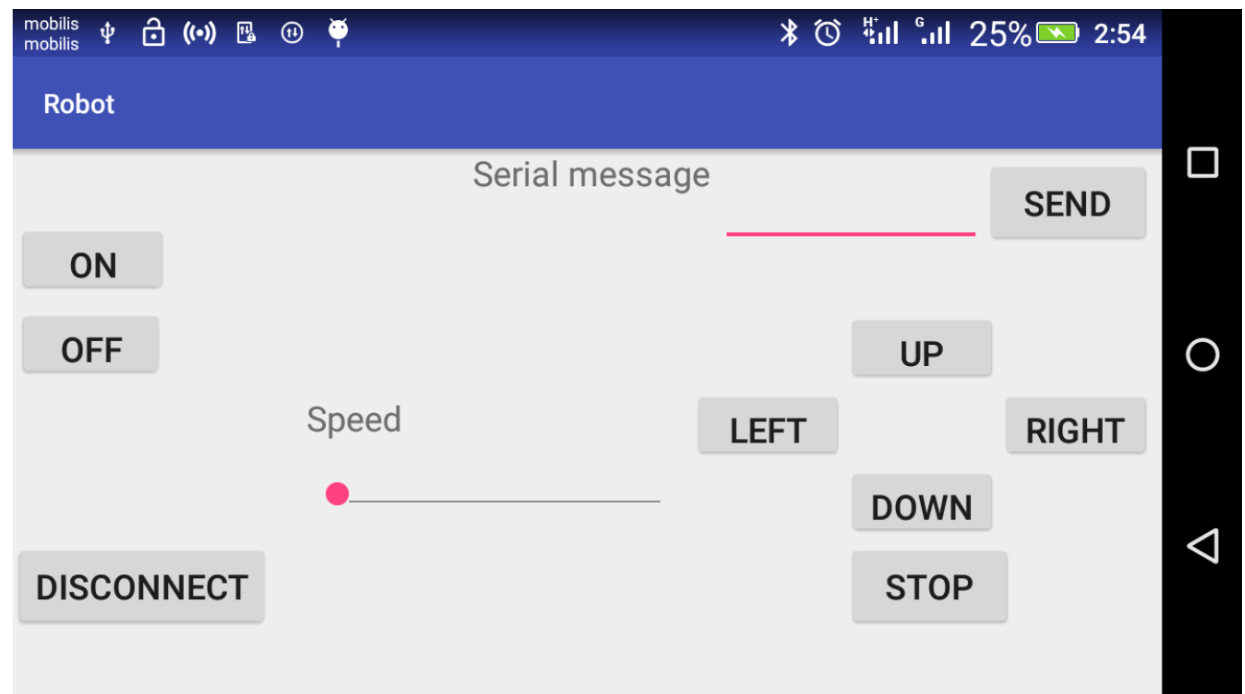 mobilis
mobilis
H+ G 25% 2:54
Robot
Serial message
SEND
ON
OFF
UP
Speed
LEFT
RIGHT
DOWN
DISCONNECT
STOP